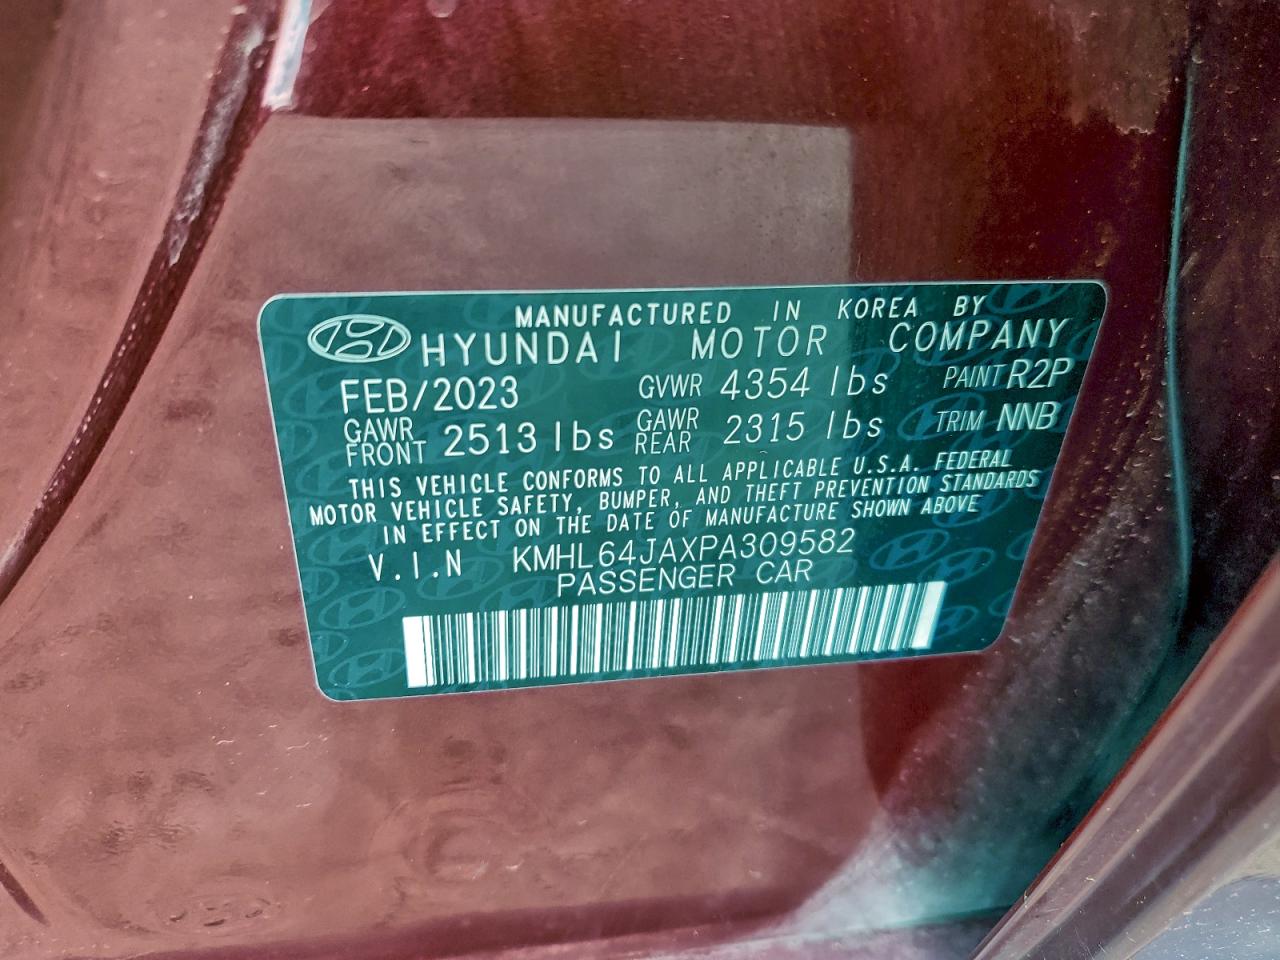 MANUFACTURED IN KOREA BY
HYUNDAI MOTOR COMPANY
FEB/2023 GVWR 4354 lbs PAINT R2P
GAWR FRONT 2513 lbs GAWR REAR 2315 lbs TRIM NNB
THIS VEHICLE CONFORMS TO ALL APPLICABLE U.S.A. FEDERAL
MOTOR VEHICLE SAFETY, BUMPER, AND THEFT PREVENTION STANDARDS
IN EFFECT ON THE DATE OF MANUFACTURE SHOWN ABOVE
V.I.N KMHL64JAXPA309582
PASSENGER CAR